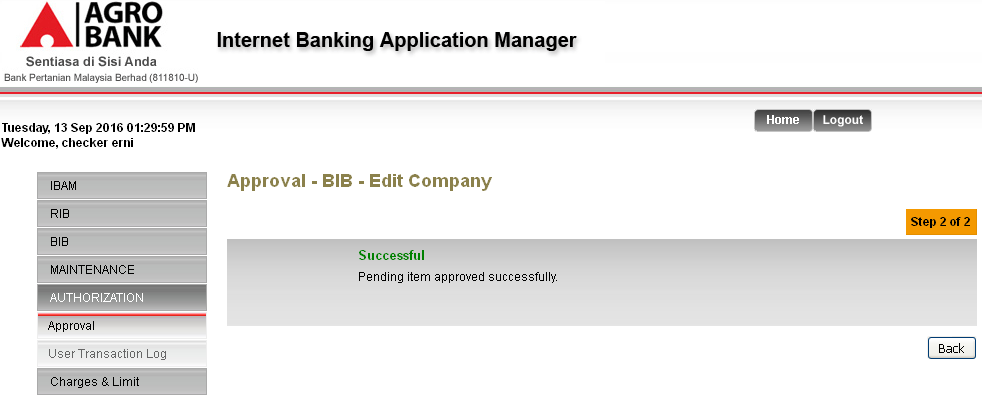 AGRO
BANK
Sentiasa di Sisi Anda
Bank Pertanian Malaysia Berhad (811810-U)
Internet Banking Application Manager
Tuesday, 13 Sep 2016 01:29:59 PM
Welcome, checker erni
Home
Logout
IBAM
RIB
BIB
MAINTENANCE
AUTHORIZATION
Approval
User Transaction Log
Charges & Limit
Approval - BIB - Edit Company
Step 2 of 2
Successful
Pending item approved successfully.
Back